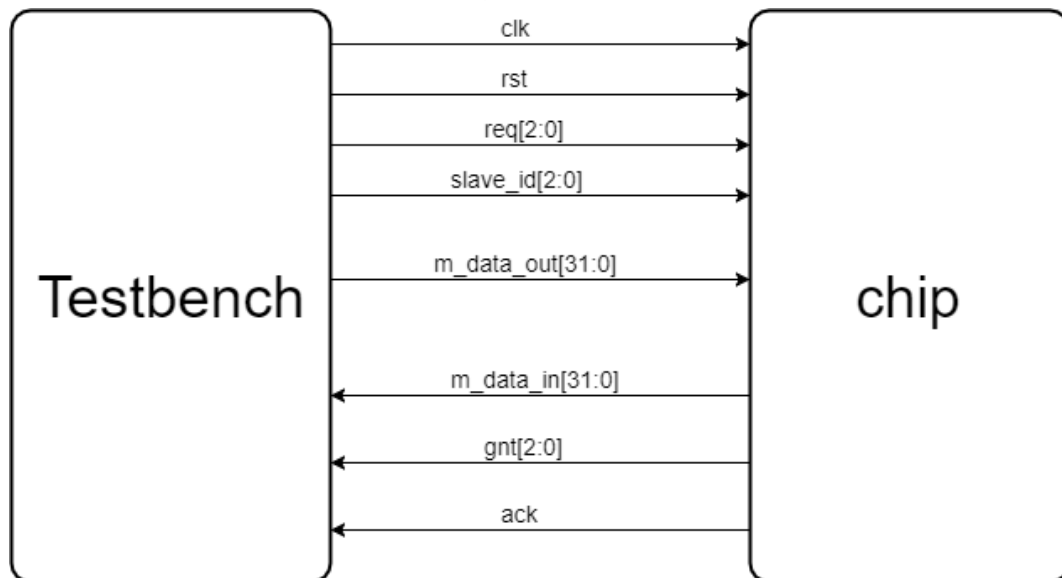 clk
rst
req[2:0]
slave_id[2:0]
m_data_out[31:0]
Testbench
chip
m_data_in[31:0]
gnt[2:0]
ack